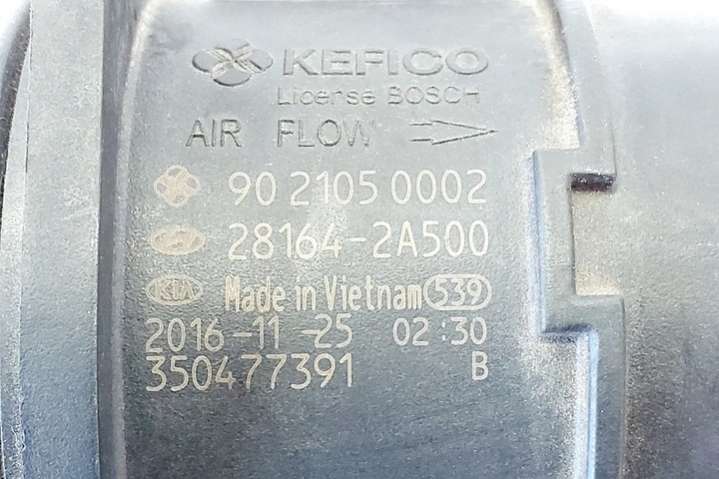 KEFICO
License BOSCH
AIR FLOW
90 2105 0002
28164-2A500
KIA Made in Vietnam 539
2016-11-25 02:30
350477391 B